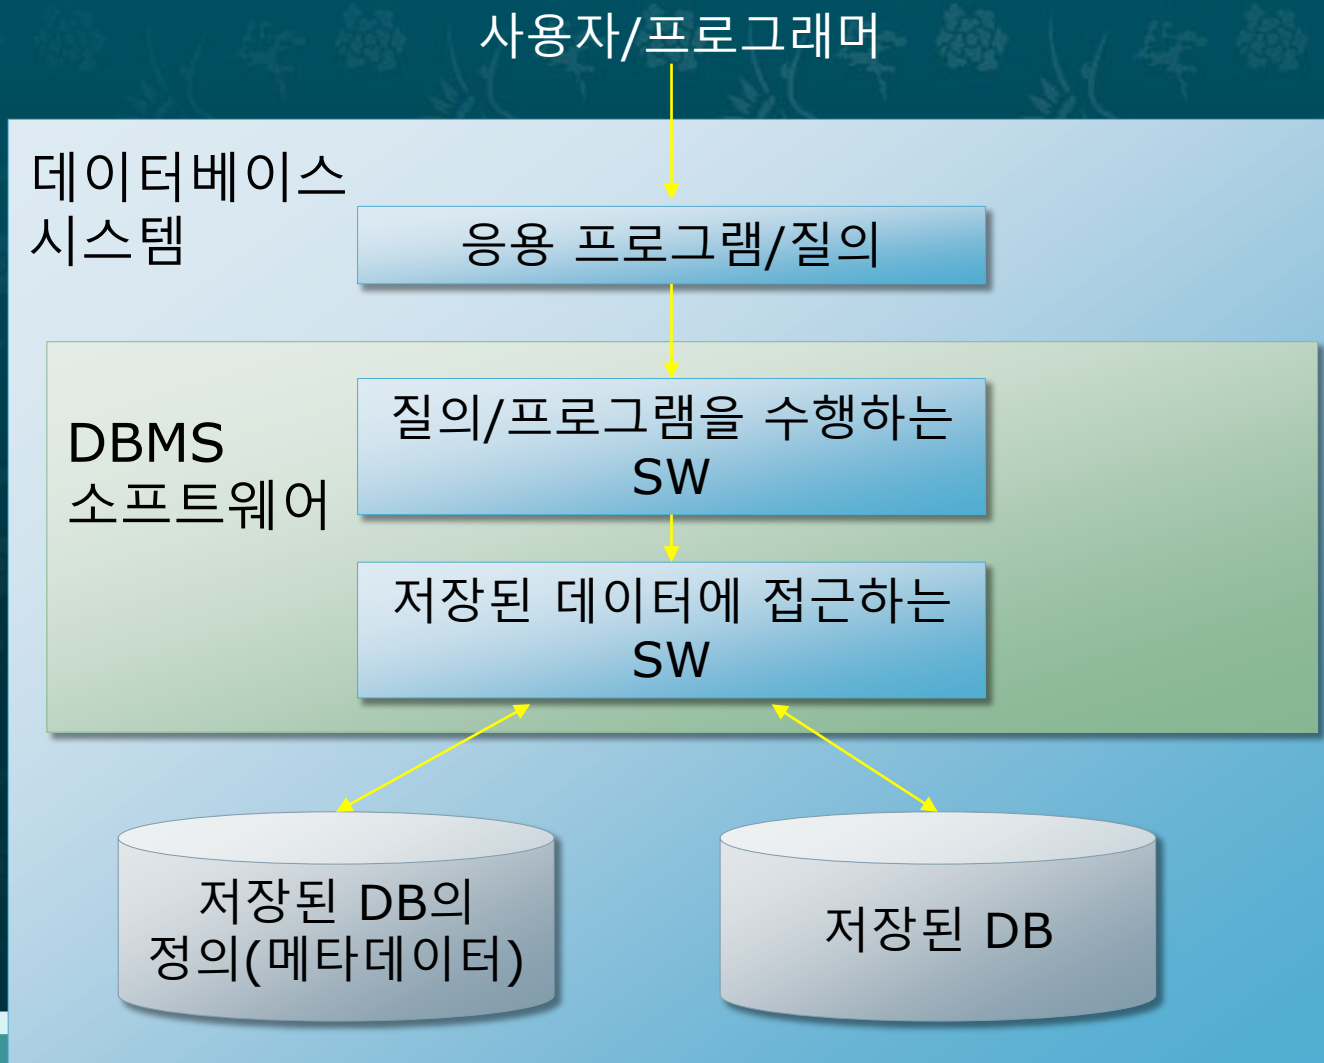 사용자/프로그래머
데이터베이스
시스템
응용 프로그램/질의
DBMS
소프트웨어
질의/프로그램을 수행하는
SW
저장된 데이터에 접근하는
SW
저장된 DB의
정의(메타데이터)
저장된 DB